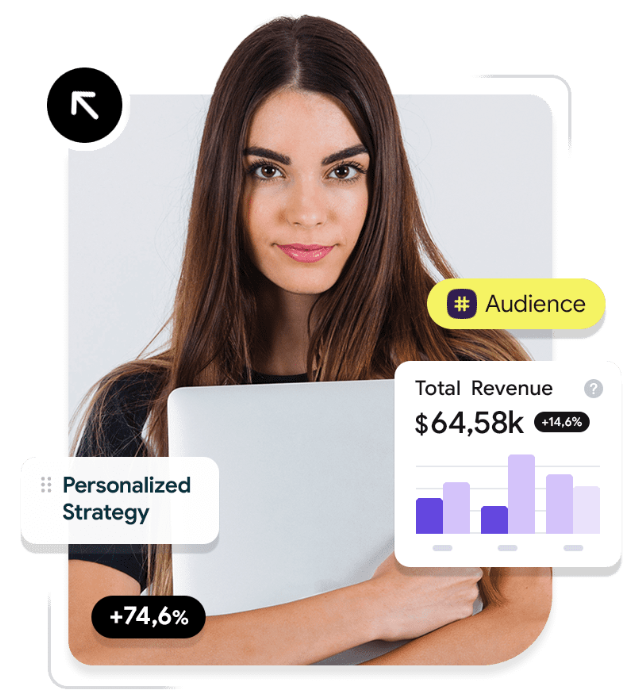 # Audience
Total Revenue ?
$64,58k +14,6%
Personalized
Strategy
+74,6%